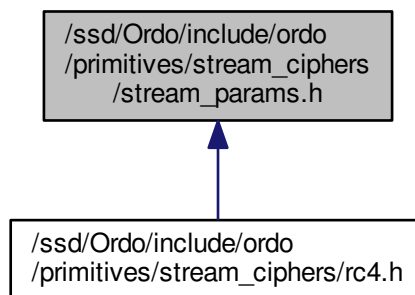 /ssd/Ordo/include/ordo
/primitives/stream_ciphers
/stream_params.h
/ssd/Ordo/include/ordo
/primitives/stream_ciphers/rc4.h